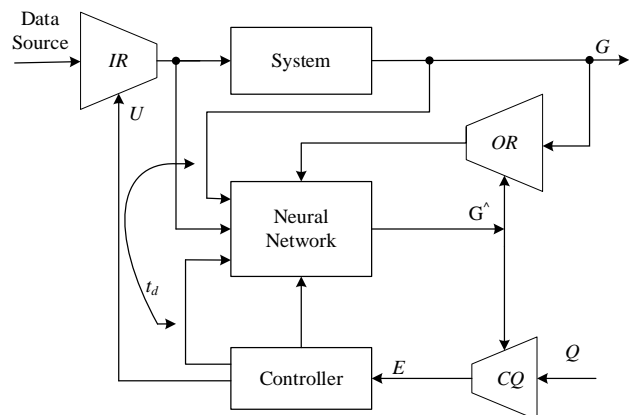 Data
Source
IR
System
G
U
OR
Neural
Network
G^
t_d
Controller
E
CQ
Q